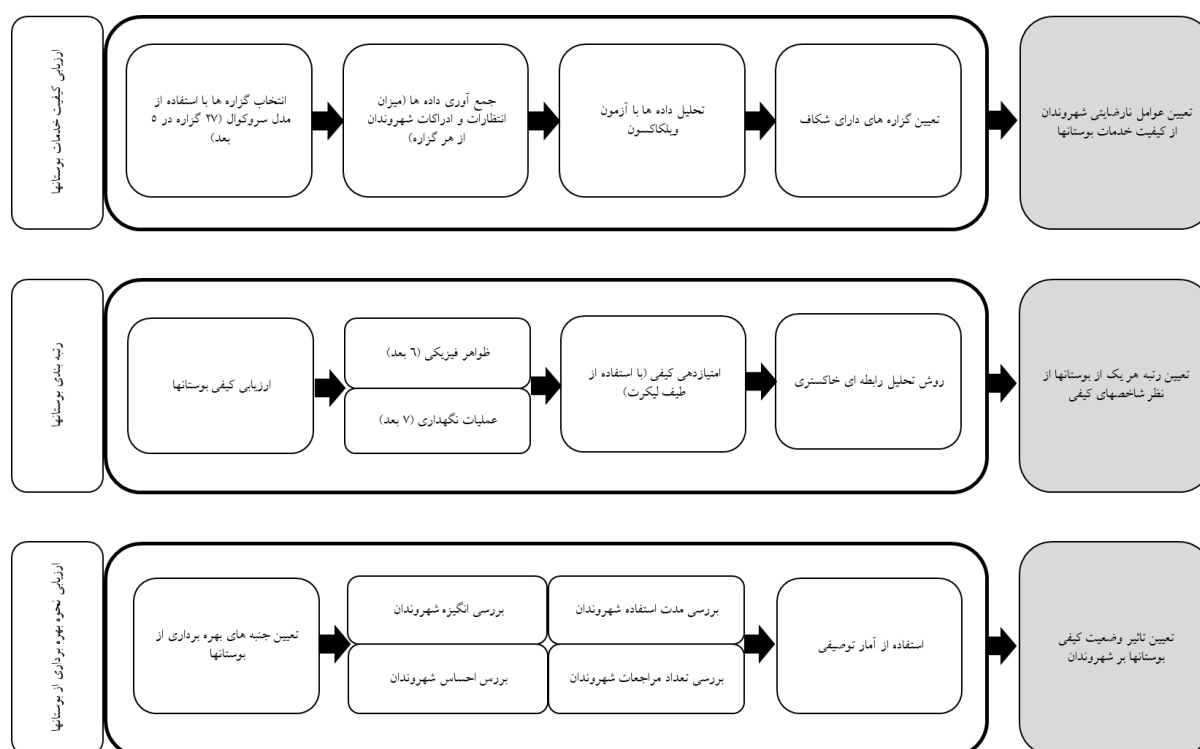 ارزیابی کیفیت خدمات بوستانها
انتخاب گزاره ها با استفاده از
مدل سروکوال (۲۷ گزاره در ۵
بعد)
جمع آوری داده ها (میزان
انتظارات و ادراکات شهروندان
از هر گزاره)
تحلیل داده ها با آزمون
ویلکاکسون
تعیین گزاره های دارای شکاف
تعیین عوامل نارضایتی شهروندان
از کیفیت خدمات بوستانها
رتبه بندی بوستانها
ارزیابی کیفی بوستانها
ظواهر فیزیکی (۶ بعد)
عملیات نگهداری (۷ بعد)
امتیازدهی کیفی (با استفاده از
طیف لیکرت)
روش تحلیل رابطه ای خاکستری
تعیین رتبه هر یک از بوستانها از
نظر شاخصهای کیفی
ارزیابی نحوه بهره برداری از بوستانها
تعیین جنبه های بهره برداری از
بوستانها
بررسی انگیزه شهروندان
بررس احساس شهروندان
بررسی مدت استفاده شهروندان
بررسی تعداد مراجعات شهروندان
استفاده از آمار توصیفی
تعیین تاثیر وضعیت کیفی
بوستانها بر شهروندان